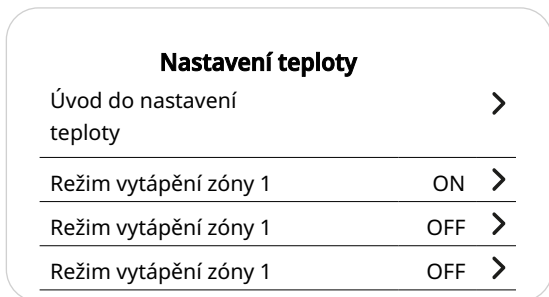 Nastavení teploty
Úvod do nastavení
teploty
Režim vytápění zóny 1 ON
Režim vytápění zóny 1 OFF
Režim vytápění zóny 1 OFF